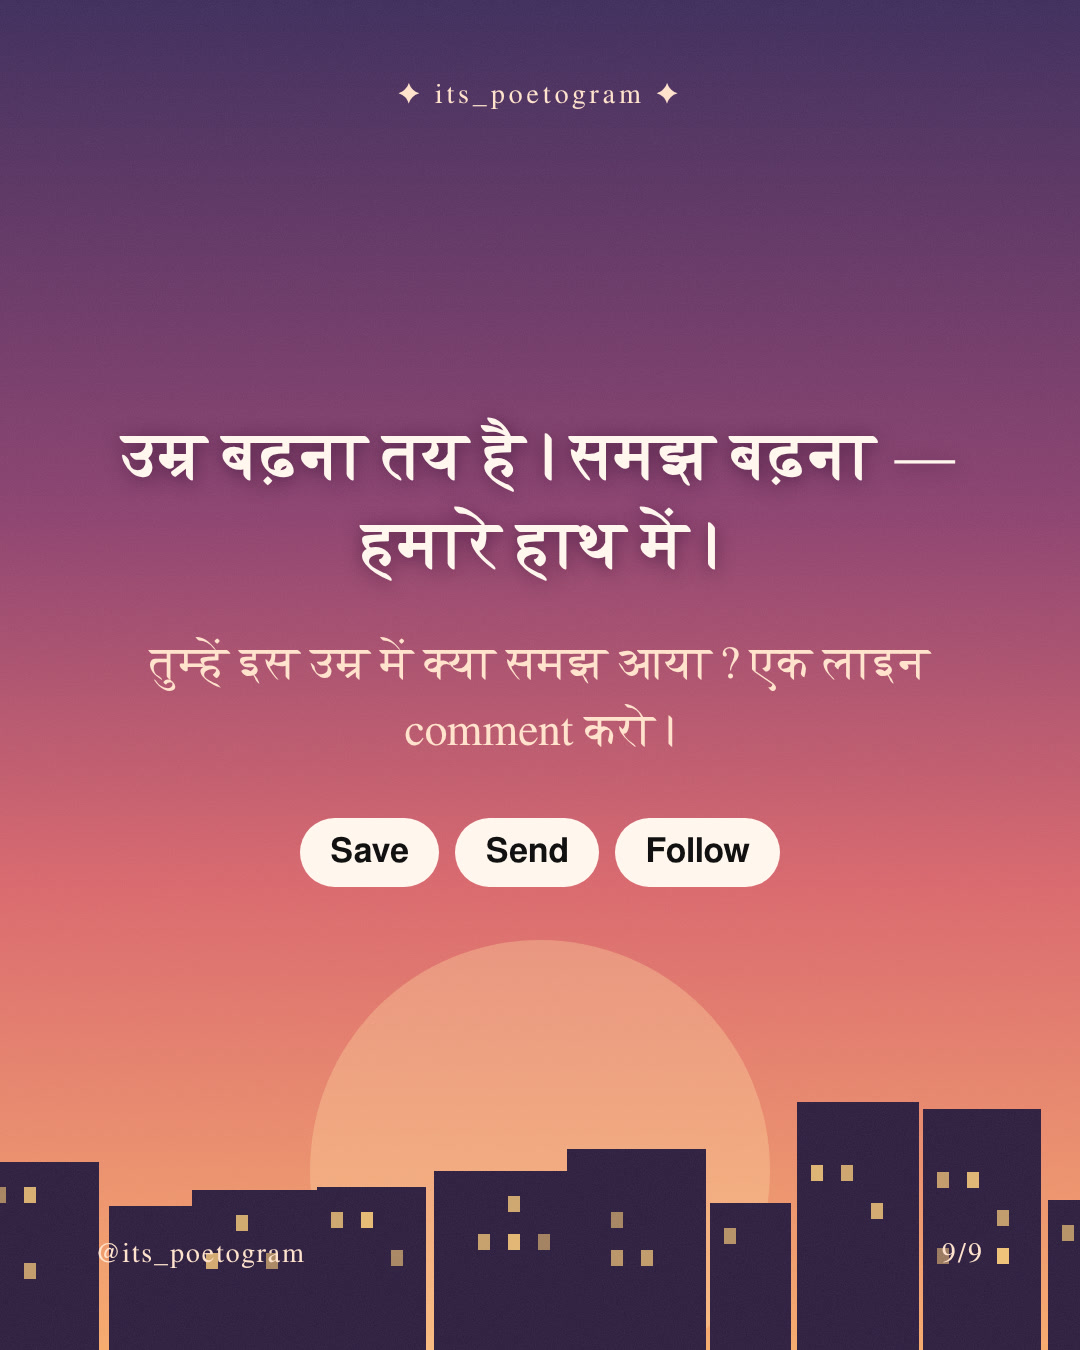 ✦ its_poetogram ✦
उम्र बढ़ना तय है। समझ बढ़ना —
हमारे हाथ में।
तुम्हें इस उम्र में क्या समझ आया? एक लाइन
comment करो।
Save Send Follow
@its_poetogram 9/9